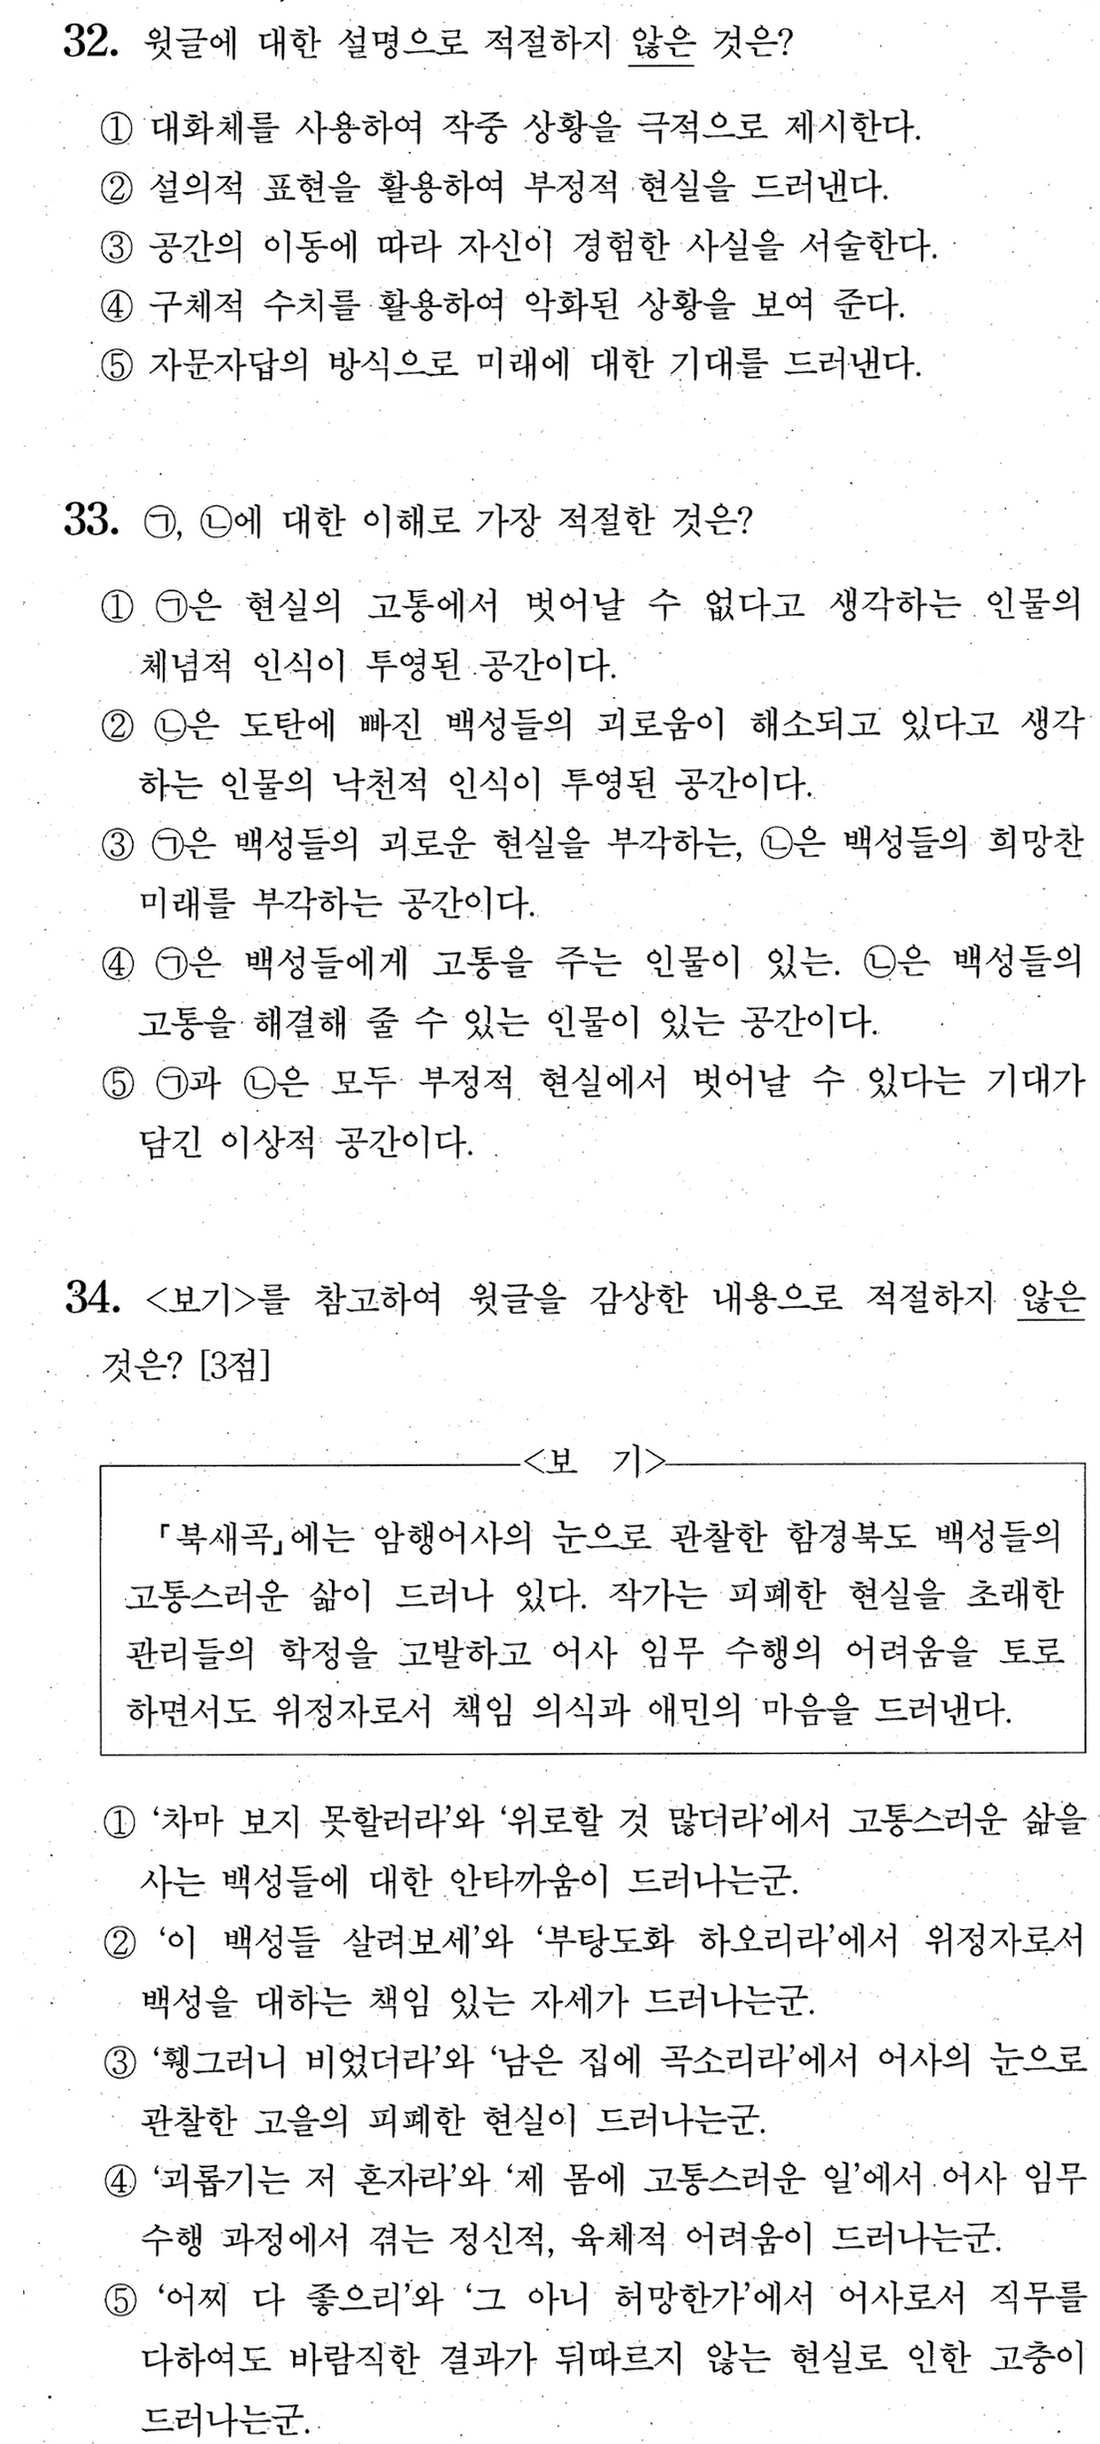 32. 윗글에 대한 설명으로 적절하지 않은 것은?
① 대화체를 사용하여 작중 상황을 극적으로 제시한다.
② 설의적 표현을 활용하여 부정적 현실을 드러낸다.
③ 공간의 이동에 따라 자신이 경험한 사실을 서술한다.
④ 구체적 수치를 활용하여 악화된 상황을 보여 준다.
⑤ 자문자답의 방식으로 미래에 대한 기대를 드러낸다.
33. ㉠, ㉡에 대한 이해로 가장 적절한 것은?
① ㉠은 현실의 고통에서 벗어날 수 없다고 생각하는 인물의
체념적 인식이 투영된 공간이다.
② ㉡은 도탄에 빠진 백성들의 괴로움이 해소되고 있다고 생각
하는 인물의 낙천적 인식이 투영된 공간이다.
③ ㉠은 백성들의 괴로운 현실을 부각하는, ㉡은 백성들의 희망찬
미래를 부각하는 공간이다.
④ ㉠은 백성들에게 고통을 주는 인물이 있는. ㉡은 백성들의
고통을 해결해 줄 수 있는 인물이 있는 공간이다.
⑤ ㉠과 ㉡은 모두 부정적 현실에서 벗어날 수 있다는 기대가
담긴 이상적 공간이다.
34. <보기>를 참고하여 윗글을 감상한 내용으로 적절하지 않은
것은? [3점]
<보 기>
「북새곡」에는 암행어사의 눈으로 관찰한 함경북도 백성들의
고통스러운 삶이 드러나 있다. 작가는 피폐한 현실을 초래한
관리들의 학정을 고발하고 어사 임무 수행의 어려움을 토로
하면서도 위정자로서 책임 의식과 애민의 마음을 드러낸다.
① ‘차마 보지 못할러라’와 ‘위로할 것 많더라’에서 고통스러운 삶을
사는 백성들에 대한 안타까움이 드러나는군.
② ‘이 백성들 살려보세’와 ‘부탕도화 하오리라’에서 위정자로서
백성을 대하는 책임 있는 자세가 드러나는군.
③ ‘휑그러니 비었더라’와 ‘남은 집에 곡소리라’에서 어사의 눈으로
관찰한 고을의 피폐한 현실이 드러나는군.
④ ‘괴롭기는 저 혼자라’와 ‘제 몸에 고통스러운 일’에서 어사 임무
수행 과정에서 겪는 정신적, 육체적 어려움이 드러나는군.
⑤ ‘어찌 다 좋으리’와 ‘그 아니 허망한가’에서 어사로서 직무를
다하여도 바람직한 결과가 뒤따르지 않는 현실로 인한 고충이
드러나는군.